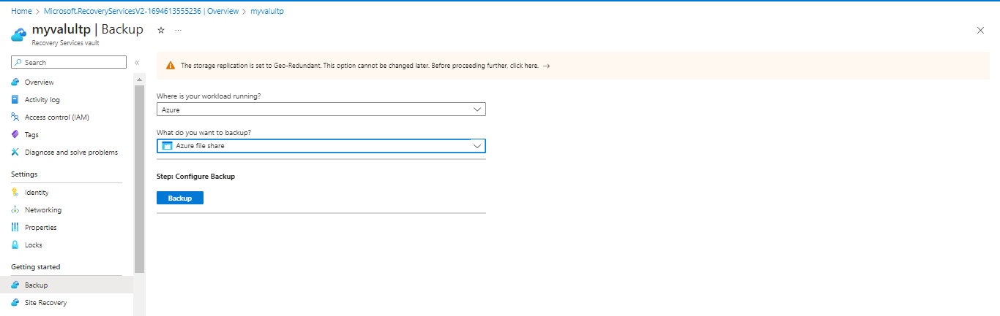 Home > Microsoft.RecoveryServicesV2-1694613555236 | Overview > myvalultp
myvalultp | Backup
Recovery Services vault
Search
Overview
Activity log
Access control (IAM)
Tags
Diagnose and solve problems
Settings
Identity
Networking
Properties
Locks
Getting started
Backup
Site Recovery
The storage replication is set to Geo-Redundant. This option cannot be changed later. Before proceeding further, click here. →
Where is your workload running?
Azure
What do you want to backup?
Azure file share
Step: Configure Backup
Backup